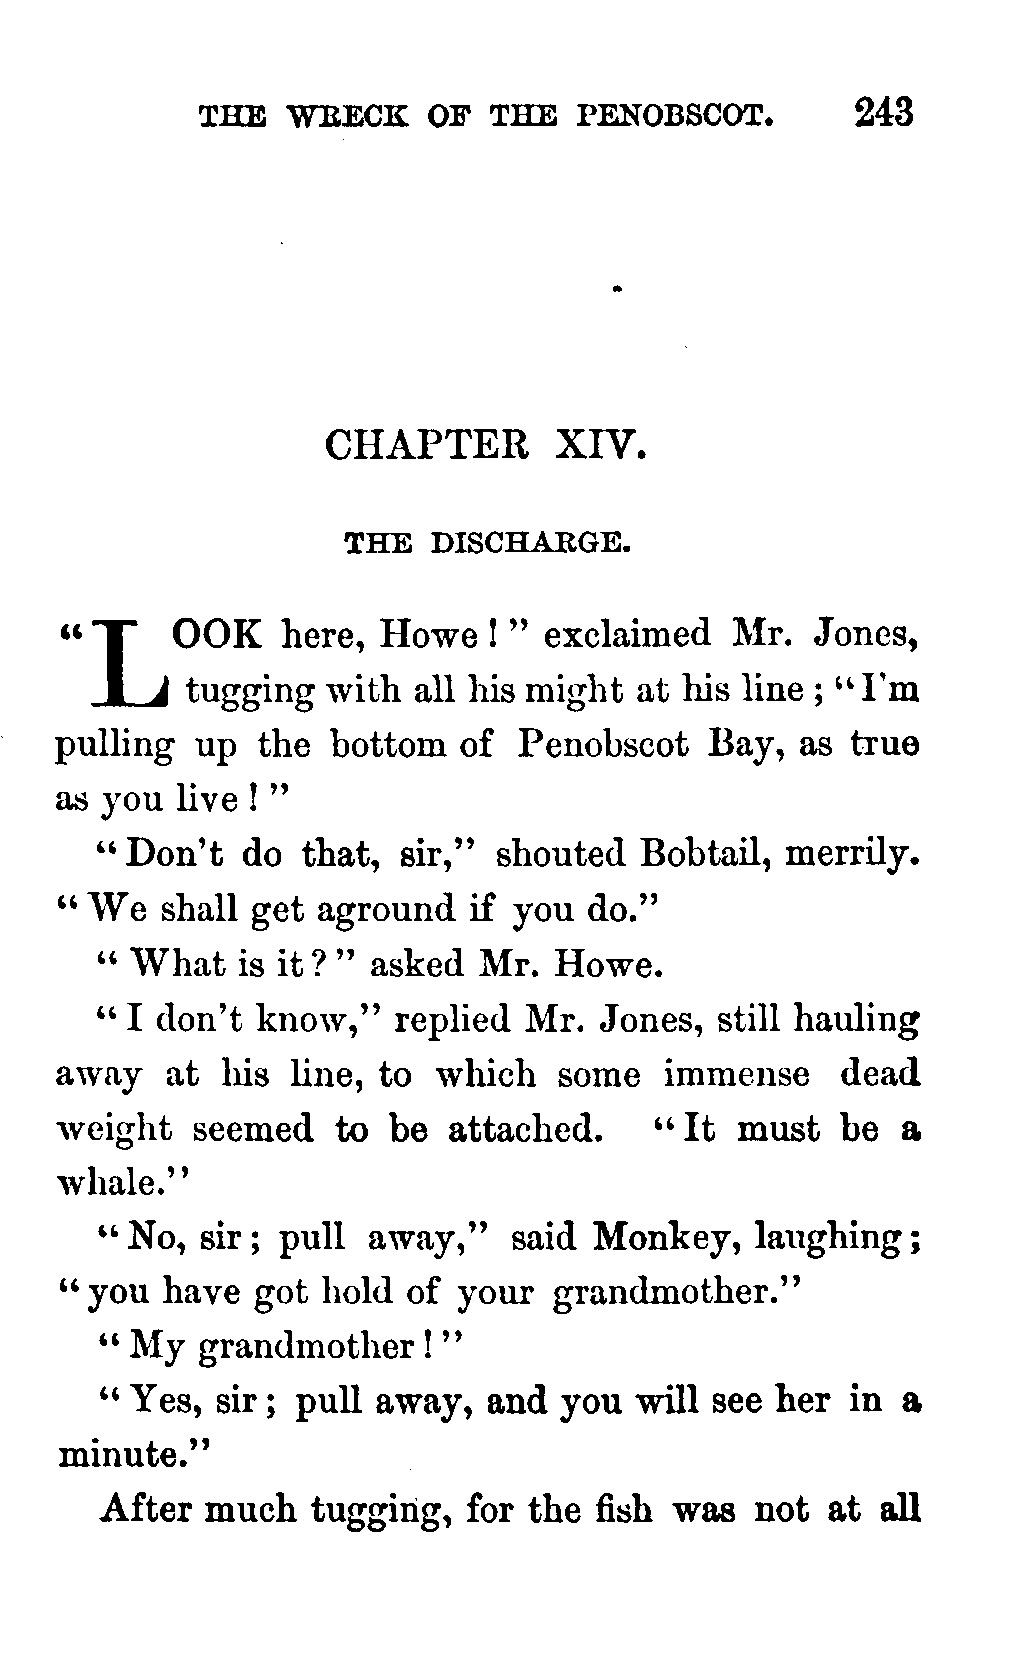 THE WRECK OF THE PENOBSCOT. 243
CHAPTER XIV.
THE DISCHARGE.
“LOOK here, Howe!” exclaimed Mr. Jones,
tugging with all his might at his line; “I'm
pulling up the bottom of Penobscot Bay, as true
as you live!”
“Don't do that, sir,” shouted Bobtail, merrily.
“We shall get aground if you do.”
“What is it?” asked Mr. Howe.
“I don't know,” replied Mr. Jones, still hauling
away at his line, to which some immense dead
weight seemed to be attached. “It must be a
whale.”
“No, sir; pull away,” said Monkey, laughing;
“you have got hold of your grandmother.”
“My grandmother!”
“Yes, sir; pull away, and you will see her in a
minute.”
After much tugging, for the fish was not at all